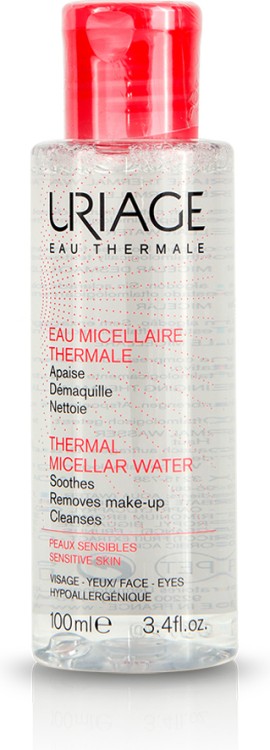 URIAGE
EAU THERMALE
EAU MICELLAIRE
THERMALE
Apaise
Démaquille
Nettoie
THERMAL
MICELLAR WATER
Soothes
Removes make-up
Cleanses
PEAUX SENSIBLES
SENSITIVE SKIN
VISAGE - YEUX/ FACE - EYES
HYPOALLERGÉNIQUE
100ml e 3.4fl.oz.